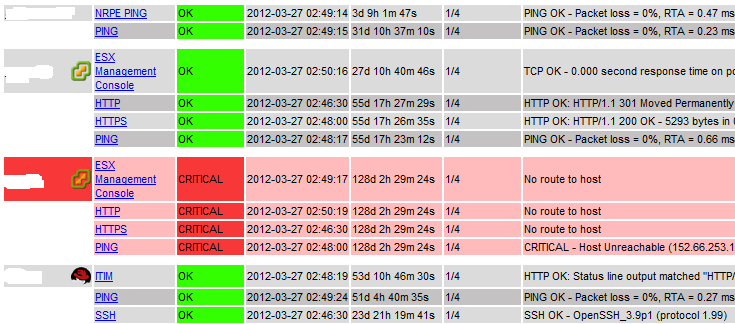 NRPE PING OK 2012-03-27 02:49:14 3d 9h 1m 47s 1/4 PING OK - Packet loss = 0%, RTA = 0.47 ms
PING OK 2012-03-27 02:49:15 31d 10h 37m 10s 1/4 PING OK - Packet loss = 0%, RTA = 0.23 ms
ESX
Management
Console
OK 2012-03-27 02:50:16 27d 10h 40m 46s 1/4 TCP OK - 0.000 second response time on po
HTTP OK 2012-03-27 02:46:30 55d 17h 27m 29s 1/4 HTTP OK: HTTP/1.1 301 Moved Permanently
HTTPS OK 2012-03-27 02:48:00 55d 17h 26m 35s 1/4 HTTP OK: HTTP/1.1 200 OK - 5293 bytes in 0
PING OK 2012-03-27 02:48:17 55d 17h 23m 12s 1/4 PING OK - Packet loss = 0%, RTA = 0.66 ms
ESX
Management
Console
CRITICAL 2012-03-27 02:49:17 128d 2h 29m 24s 1/4 No route to host
HTTP CRITICAL 2012-03-27 02:50:19 128d 2h 29m 24s 1/4 No route to host
HTTPS CRITICAL 2012-03-27 02:46:30 128d 2h 29m 24s 1/4 No route to host
PING CRITICAL 2012-03-27 02:48:00 128d 2h 29m 24s 1/4 CRITICAL - Host Unreachable (152.66.253.1
ITIM OK 2012-03-27 02:48:19 53d 10h 46m 30s 1/4 HTTP OK: Status line output matched "HTTP/
PING OK 2012-03-27 02:49:24 51d 4h 40m 35s 1/4 PING OK - Packet loss = 0%, RTA = 0.27 ms
SSH OK 2012-03-27 02:46:30 23d 21h 19m 41s 1/4 SSH OK - OpenSSH_3.9p1 (protocol 1.99)